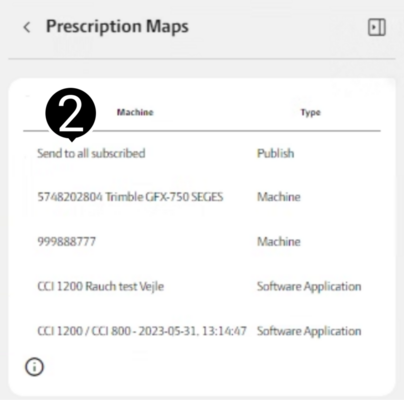 Prescription Maps
2
Machine Type
Send to all subscribed Publish
5748202804 Trimble GFX-750 SEGES Machine
999888777 Machine
CCI 1200 Rauch test Vejle Software Application
CCI 1200 / CCI 800 - 2023-05-31, 13:14:47 Software Application